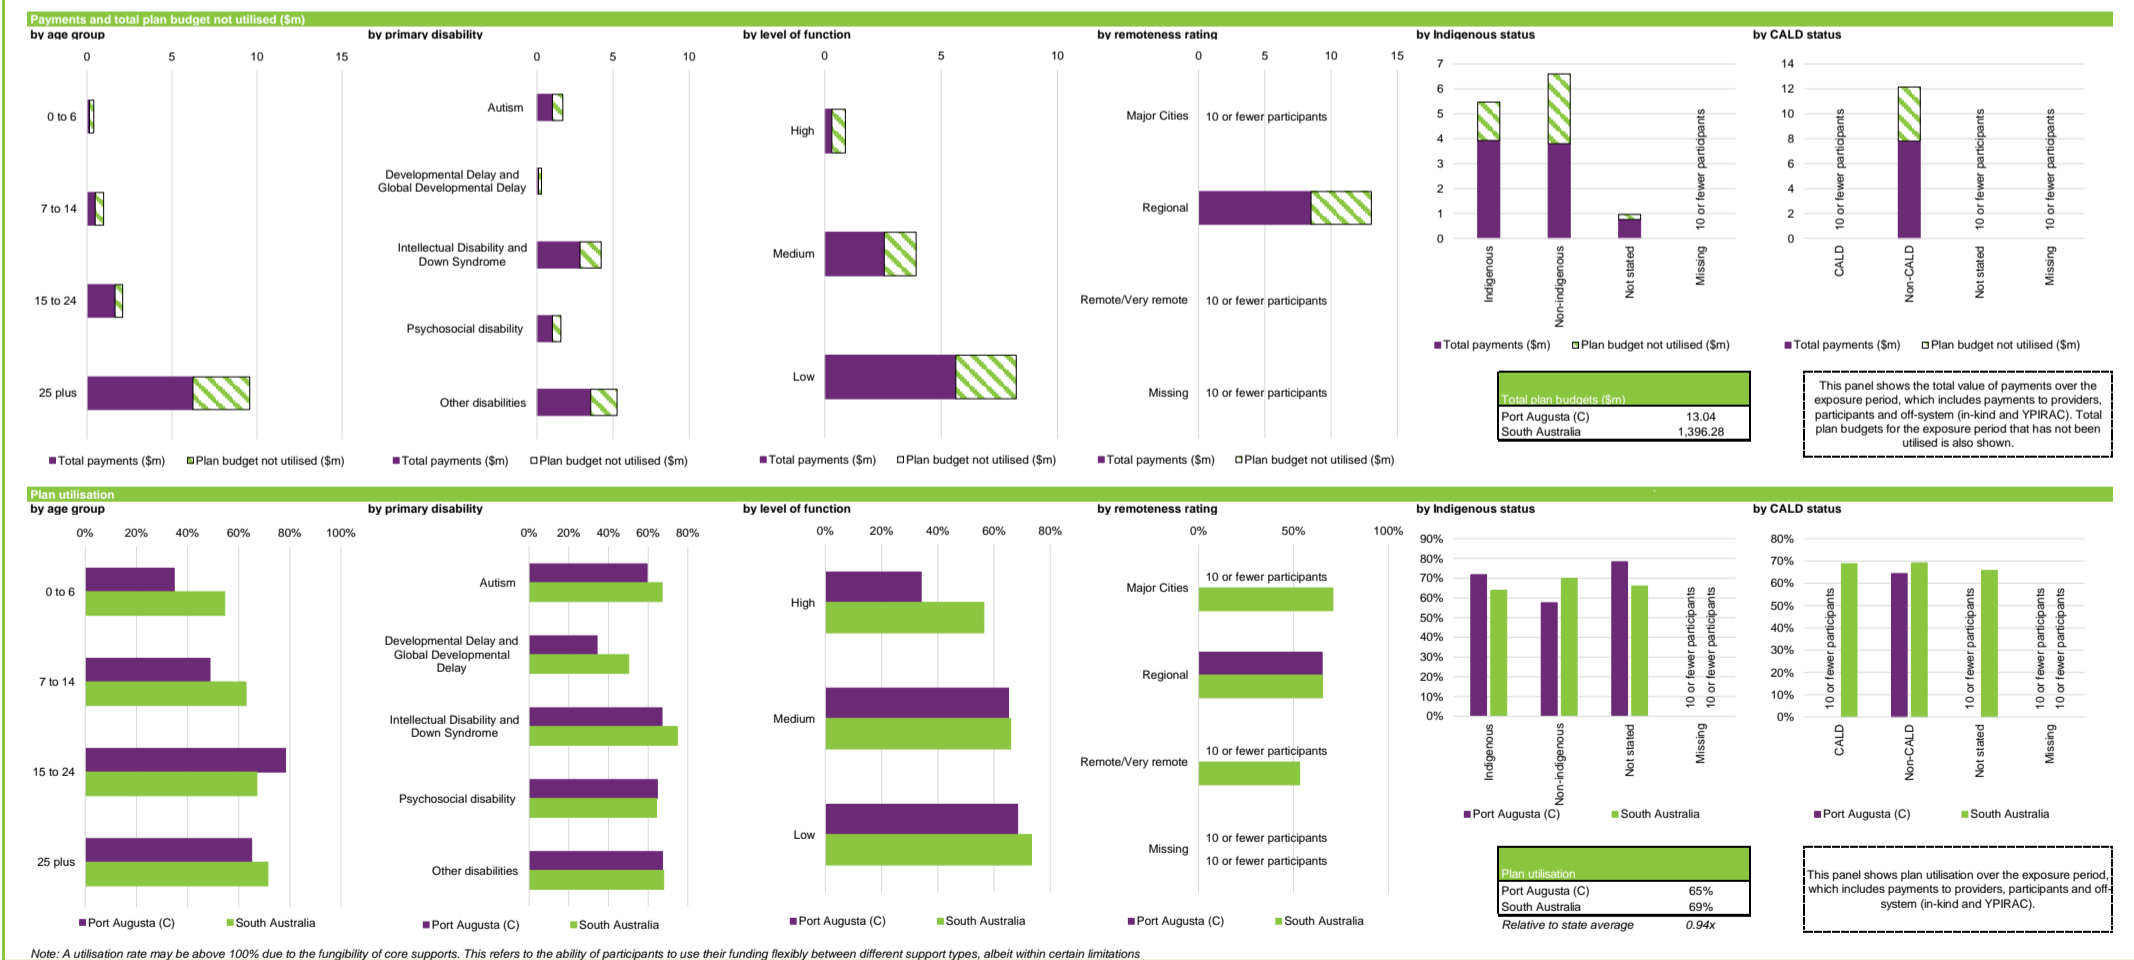 Payments and total plan budget not utilised ($m)
by age group
0 5 10 15
0 to 6
7 to 14
15 to 24
25 plus
Total payments ($m) Plan budget not utilised ($m)
by primary disability
0 5 10
Autism
Developmental Delay and
Global Developmental Delay
Intellectual Disability and
Down Syndrome
Psychosocial disability
Other disabilities
Total payments ($m) Plan budget not utilised ($m)
by level of function
0 5 10
High
Medium
Low
Total payments ($m) Plan budget not utilised ($m)
by remoteness rating
0 5 10 15
Major Cities 10 or fewer participants
Regional
Remote/Very remote 10 or fewer participants
Missing 10 or fewer participants
Total payments ($m) Plan budget not utilised ($m)
by Indigenous status
7
6
5
4
3
2
1
0
10 or fewer participants
Indigenous
Non-indigenous
Not stated
Missing
Total payments ($m) Plan budget not utilised ($m)
Total plan budgets ($m)
Port Augusta (C) 13.04
South Australia 1,396.28
by CALD status
14
12
10
8
6
4
2
0
10 or fewer participants
10 or fewer participants
10 or fewer participants
CALD
Non-CALD
Not stated
Missing
Total payments ($m) Plan budget not utilised ($m)
This panel shows the total value of payments over the
exposure period, which includes payments to providers,
participants and off-system (in-kind and YPIRAC). Total
plan budgets for the exposure period that has not been
utilised is also shown.
Plan utilisation
by age group
0% 20% 40% 60% 80% 100%
0 to 6
7 to 14
15 to 24
25 plus
Port Augusta (C) South Australia
by primary disability
0% 20% 40% 60% 80%
Autism
Developmental Delay and
Global Developmental
Delay
Intellectual Disability and
Down Syndrome
Psychosocial disability
Other disabilities
Port Augusta (C) South Australia
by level of function
0% 20% 40% 60% 80%
High
Medium
Low
Port Augusta (C) South Australia
by remoteness rating
0% 50% 100%
10 or fewer participants
Major Cities
Regional
10 or fewer participants
Remote/Very remote
10 or fewer participants
Missing
10 or fewer participants
Port Augusta (C) South Australia
by Indigenous status
90%
80%
70%
60%
50%
40%
30%
20%
10%
0%
10 or fewer participants
10 or fewer participants
Indigenous
Non-indigenous
Not stated
Missing
Port Augusta (C) South Australia
Plan utilisation
Port Augusta (C) 65%
South Australia 69%
Relative to state average 0.94x
by CALD status
80%
70%
60%
50%
40%
30%
20%
10%
0%
10 or fewer participants
10 or fewer participants
10 or fewer participants
10 or fewer participants
CALD
Non-CALD
Not stated
Missing
Port Augusta (C) South Australia
This panel shows plan utilisation over the exposure period,
which includes payments to providers, participants and off-
system (in-kind and YPIRAC).
Note: A utilisation rate may be above 100% due to the fungibility of core supports. This refers to the ability of participants to use their funding flexibly between different support types, albeit within certain limitations